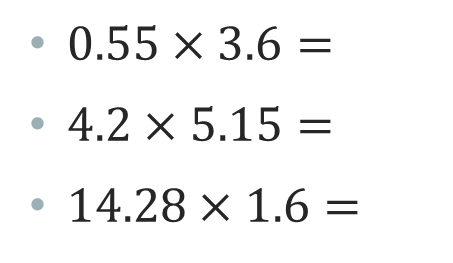 • 0.55 × 3.6 =
• 4.2 × 5.15 =
• 14.28 × 1.6 =